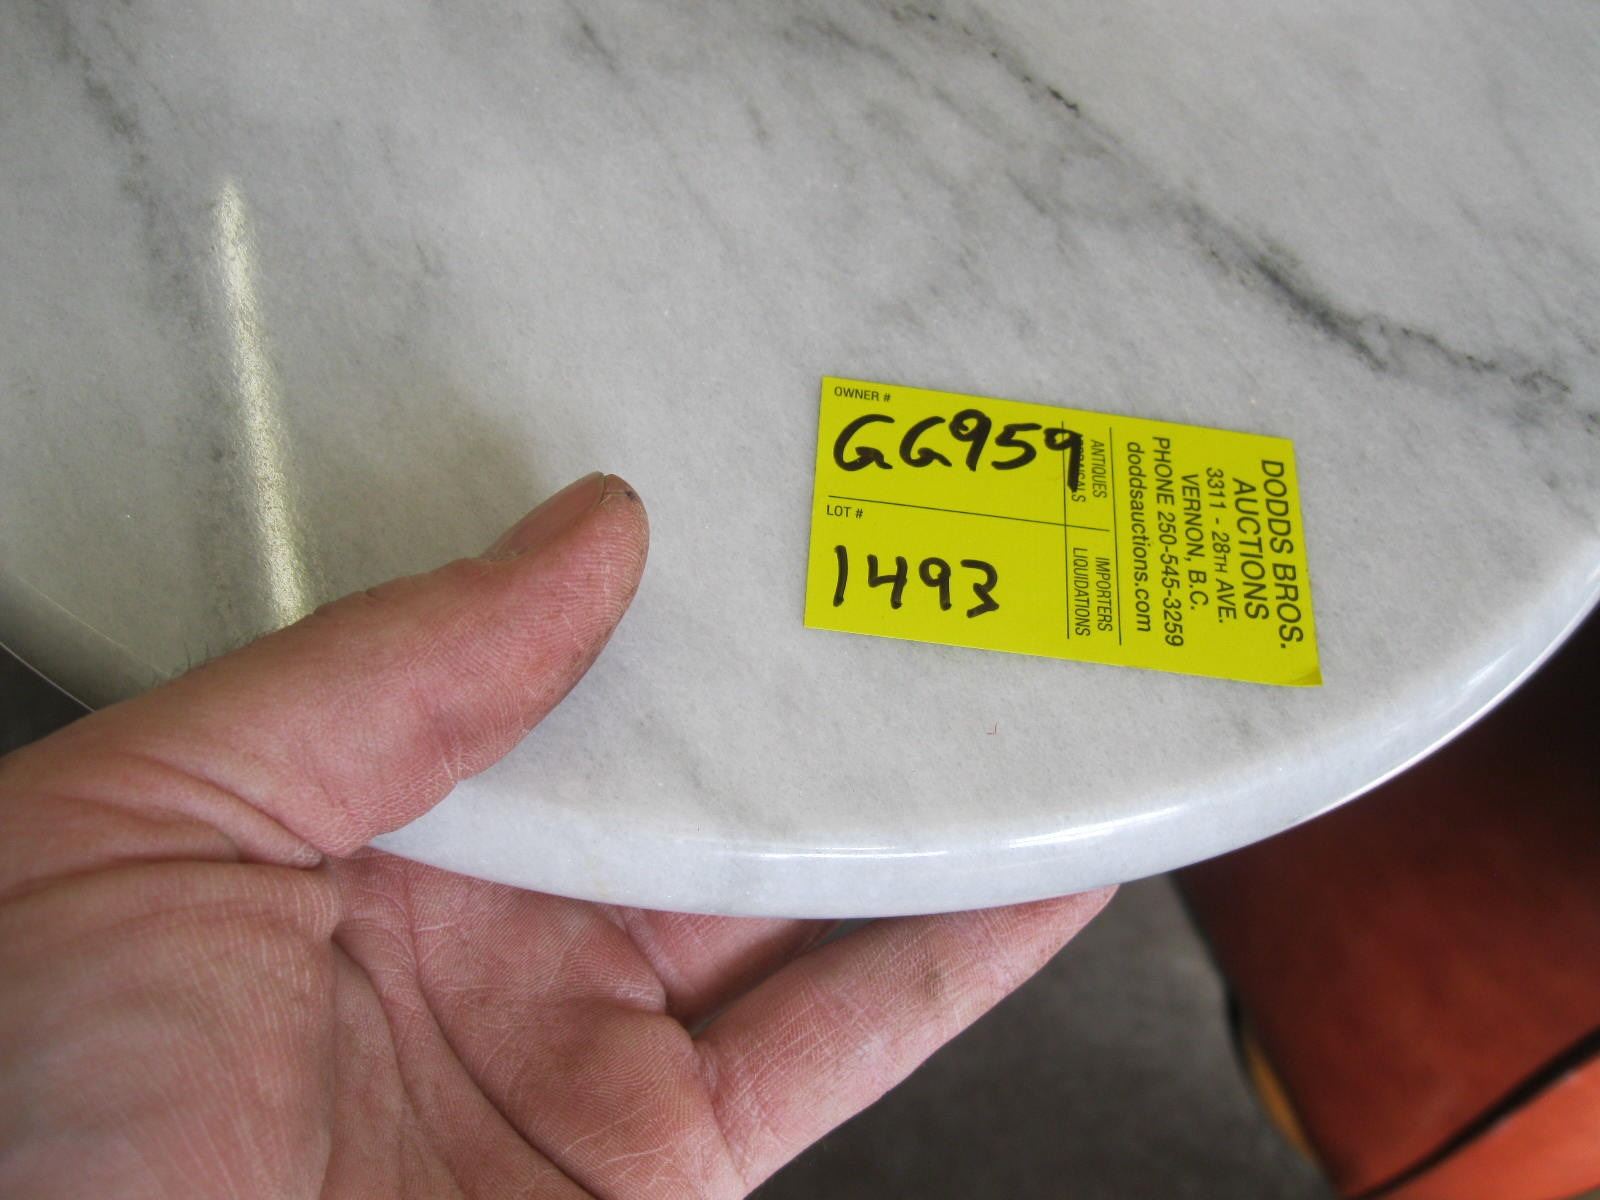 OWNER #
GG959
LOT #
1493
ANTIQUES
IMPORTERS
LIQUIDATIONS
DODDS BROS.
AUCTIONS
3311 - 28TH AVE.
VERNON, B.C.
PHONE 250-545-3259
doddsauctions.com